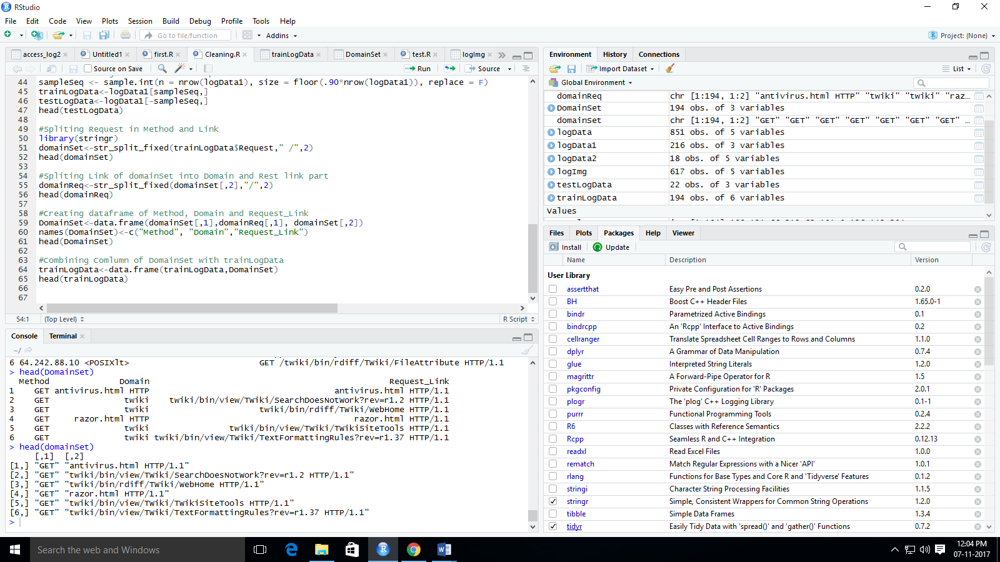 RStudio
File Edit Code View Plots Session Build Debug Profile Tools Help
Go to file/function Addins Project: (None)
access_log2 Untitled1 first.R Cleaning.R trainLogData DomainSet test.R logImg
Source on Save Run Source
44 sampleSeq <- sample.int(n = nrow(logData1), size = floor(.90*nrow(logData1)), replace = F)
45 trainLogData<-logData1[sampleSeq,]
46 testLogData<-logData1[-sampleSeq,]
47 head(testLogData)
48
49 #Spliting Request in Method and Link
50 library(stringr)
51 domainSet<-str_split_fixed(trainLogData$Request," /",2)
52 head(domainSet)
53
54 #Spliting Link of domainSet into Domain and Rest link part
55 domainReq<-str_split_fixed(domainSet[,2],"/",2)
56 head(domainReq)
57
58 #Creating dataframe of Method, Domain and Request_Link
59 DomainSet<-data.frame(domainSet[,1],domainReq[,1], domainSet[,2])
60 names(DomainSet)<-c("Method", "Domain","Request_Link")
61 head(DomainSet)
62
63 #Combining Comlumn of DomainSet with trainLogData
64 trainLogData<-data.frame(trainLogData,DomainSet)
65 head(trainLogData)
66
67
54:1 (Top Level) R Script
Console Terminal
~/
6 64.242.88.10 <POSIXlt> GET /twiki/bin/rdiff/TWiki/FileAttribute HTTP/1.1
> head(DomainSet)
Method Domain Request_Link
1 GET antivirus.html HTTP antivirus.html HTTP/1.1
2 GET twiki twiki/bin/view/TWiki/SearchDoesNotWork?rev=r1.2 HTTP/1.1
3 GET twiki twiki/bin/rdiff/TWiki/WebHome HTTP/1.1
4 GET razor.html HTTP razor.html HTTP/1.1
5 GET twiki twiki/bin/view/TWiki/TWikiSiteTools HTTP/1.1
6 GET twiki twiki/bin/view/TWiki/TextFormattingRules?rev=r1.37 HTTP/1.1
> head(domainSet)
[,1] [,2]
[1,] "GET" "antivirus.html HTTP/1.1"
[2,] "GET" "twiki/bin/view/TWiki/SearchDoesNotWork?rev=r1.2 HTTP/1.1"
[3,] "GET" "twiki/bin/rdiff/TWiki/WebHome HTTP/1.1"
[4,] "GET" "razor.html HTTP/1.1"
[5,] "GET" "twiki/bin/view/TWiki/TWikiSiteTools HTTP/1.1"
[6,] "GET" "twiki/bin/view/TWiki/TextFormattingRules?rev=r1.37 HTTP/1.1"
>
Environment History Connections
Import Dataset List
Global Environment
domainReq chr [1:194, 1:2] "antivirus.html HTTP" "twiki" "twiki" "raz...
DomainSet 194 obs. of 3 variables
domainSet chr [1:194, 1:2] "GET" "GET" "GET" "GET" "GET" "GET" "GET" ...
logData 851 obs. of 5 variables
logData1 216 obs. of 3 variables
logData2 18 obs. of 5 variables
logImg 617 obs. of 5 variables
testLogData 22 obs. of 3 variables
trainLogData 194 obs. of 6 variables
Values
Files Plots Packages Help Viewer
Install Update
Name Description Version
User Library
assertthat Easy Pre and Post Assertions 0.2.0
BH Boost C++ Header Files 1.65.0-1
bindr Parametrized Active Bindings 0.1
bindrcpp An 'Rcpp' Interface to Active Bindings 0.2
cellranger Translate Spreadsheet Cell Ranges to Rows and Columns 1.1.0
dplyr A Grammar of Data Manipulation 0.7.4
glue Interpreted String Literals 1.2.0
magrittr A Forward-Pipe Operator for R 1.5
pkgconfig Private Configuration for 'R' Packages 2.0.1
plogr The 'plog' C++ Logging Library 0.1-1
purrr Functional Programming Tools 0.2.4
R6 Classes with Reference Semantics 2.2.2
Rcpp Seamless R and C++ Integration 0.12.13
readxl Read Excel Files 1.0.0
rematch Match Regular Expressions with a Nicer 'API' 1.0.1
rlang Functions for Base Types and Core R and 'Tidyverse' Features 0.1.2
stringi Character String Processing Facilities 1.1.5
stringr Simple, Consistent Wrappers for Common String Operations 1.2.0
tibble Simple Data Frames 1.3.4
tidyr Easily Tidy Data with 'spread()' and 'gather()' Functions 0.7.2
Search the web and Windows
12:04 PM
07-11-2017